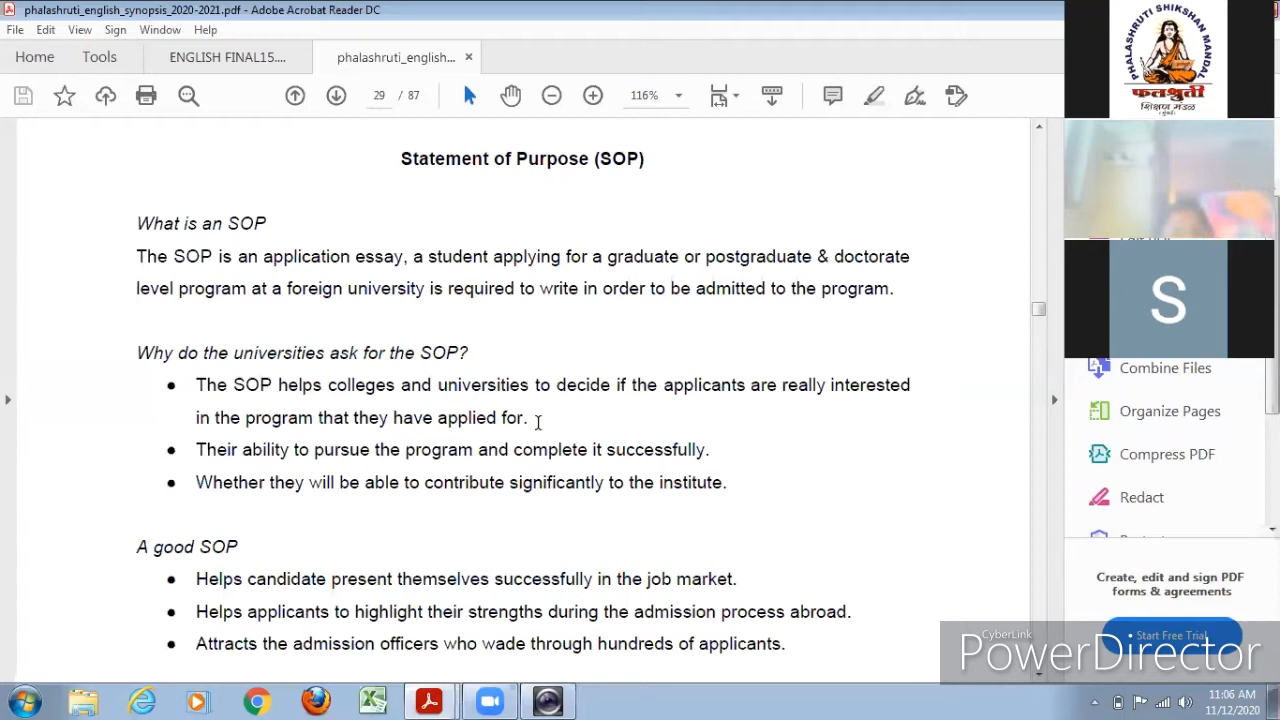 phalashruti_english_synopsis_2020-2021.pdf - Adobe Acrobat Reader DC
File Edit View Sign Window Help
Home Tools ENGLISH FINAL15.... phalashruti_english... ×
29 / 87 116%
Statement of Purpose (SOP)
What is an SOP
The SOP is an application essay, a student applying for a graduate or postgraduate & doctorate
level program at a foreign university is required to write in order to be admitted to the program.
Why do the universities ask for the SOP?
• The SOP helps colleges and universities to decide if the applicants are really interested
in the program that they have applied for.
• Their ability to pursue the program and complete it successfully.
• Whether they will be able to contribute significantly to the institute.
A good SOP
• Helps candidate present themselves successfully in the job market.
• Helps applicants to highlight their strengths during the admission process abroad.
• Attracts the admission officers who wade through hundreds of applicants.
PHALASHRUTI SHIKSHAN MANDAL
फलश्रुती
शिक्षण मंडळ
S
Combine Files
Organize Pages
Compress PDF
Redact
Create, edit and sign PDF
forms & agreements
Start Free Trial
CyberLink
PowerDirector
11:06 AM
11/12/2020